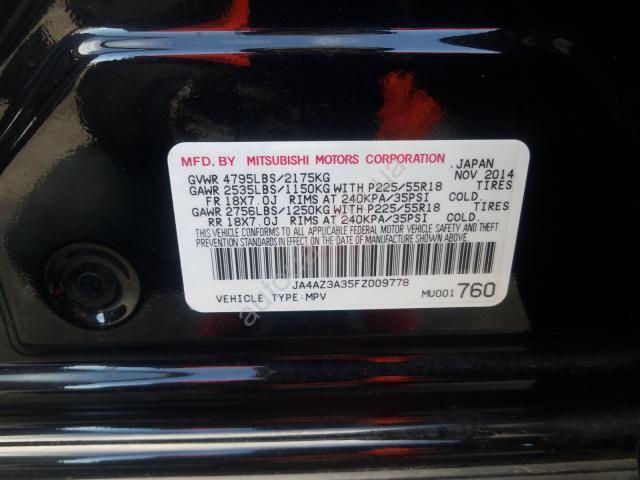 MFD. BY MITSUBISHI MOTORS CORPORATION , JAPAN
GVWR 4795LBS/2175KG NOV 2014
GAWR 2535LBS/1150KG WITH P225/55R18 TIRES
FR 18X7.0J RIMS AT 240KPA/35PSI COLD.
GAWR 2756LBS/1250KG WITH P225/55R18 TIRES
RR 18X7.0J RIMS AT 240KPA/35PSI COLD.
THIS VEHICLE CONFORMS TO ALL APPLICABLE FEDERAL MOTOR VEHICLE SAFETY AND THEFT
PREVENTION STANDARDS IN EFFECT ON THE DATE OF MANUFACTURE SHOWN ABOVE.
JA4AZ3A35FZ009778
VEHICLE TYPE:MPV MU001 760